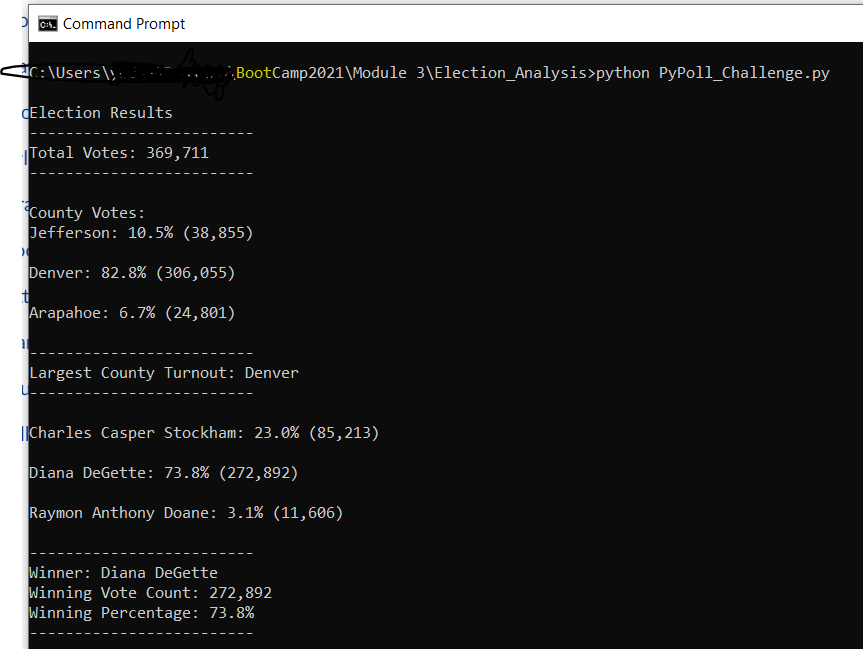 Command Prompt
C:\Users\ \BootCamp2021\Module 3\Election_Analysis>python PyPoll_Challenge.py
Election Results
-------------------------
Total Votes: 369,711
-------------------------
County Votes:
Jefferson: 10.5% (38,855)
Denver: 82.8% (306,055)
Arapahoe: 6.7% (24,801)
-------------------------
Largest County Turnout: Denver
-------------------------
Charles Casper Stockham: 23.0% (85,213)
Diana DeGette: 73.8% (272,892)
Raymon Anthony Doane: 3.1% (11,606)
-------------------------
Winner: Diana DeGette
Winning Vote Count: 272,892
Winning Percentage: 73.8%
-------------------------